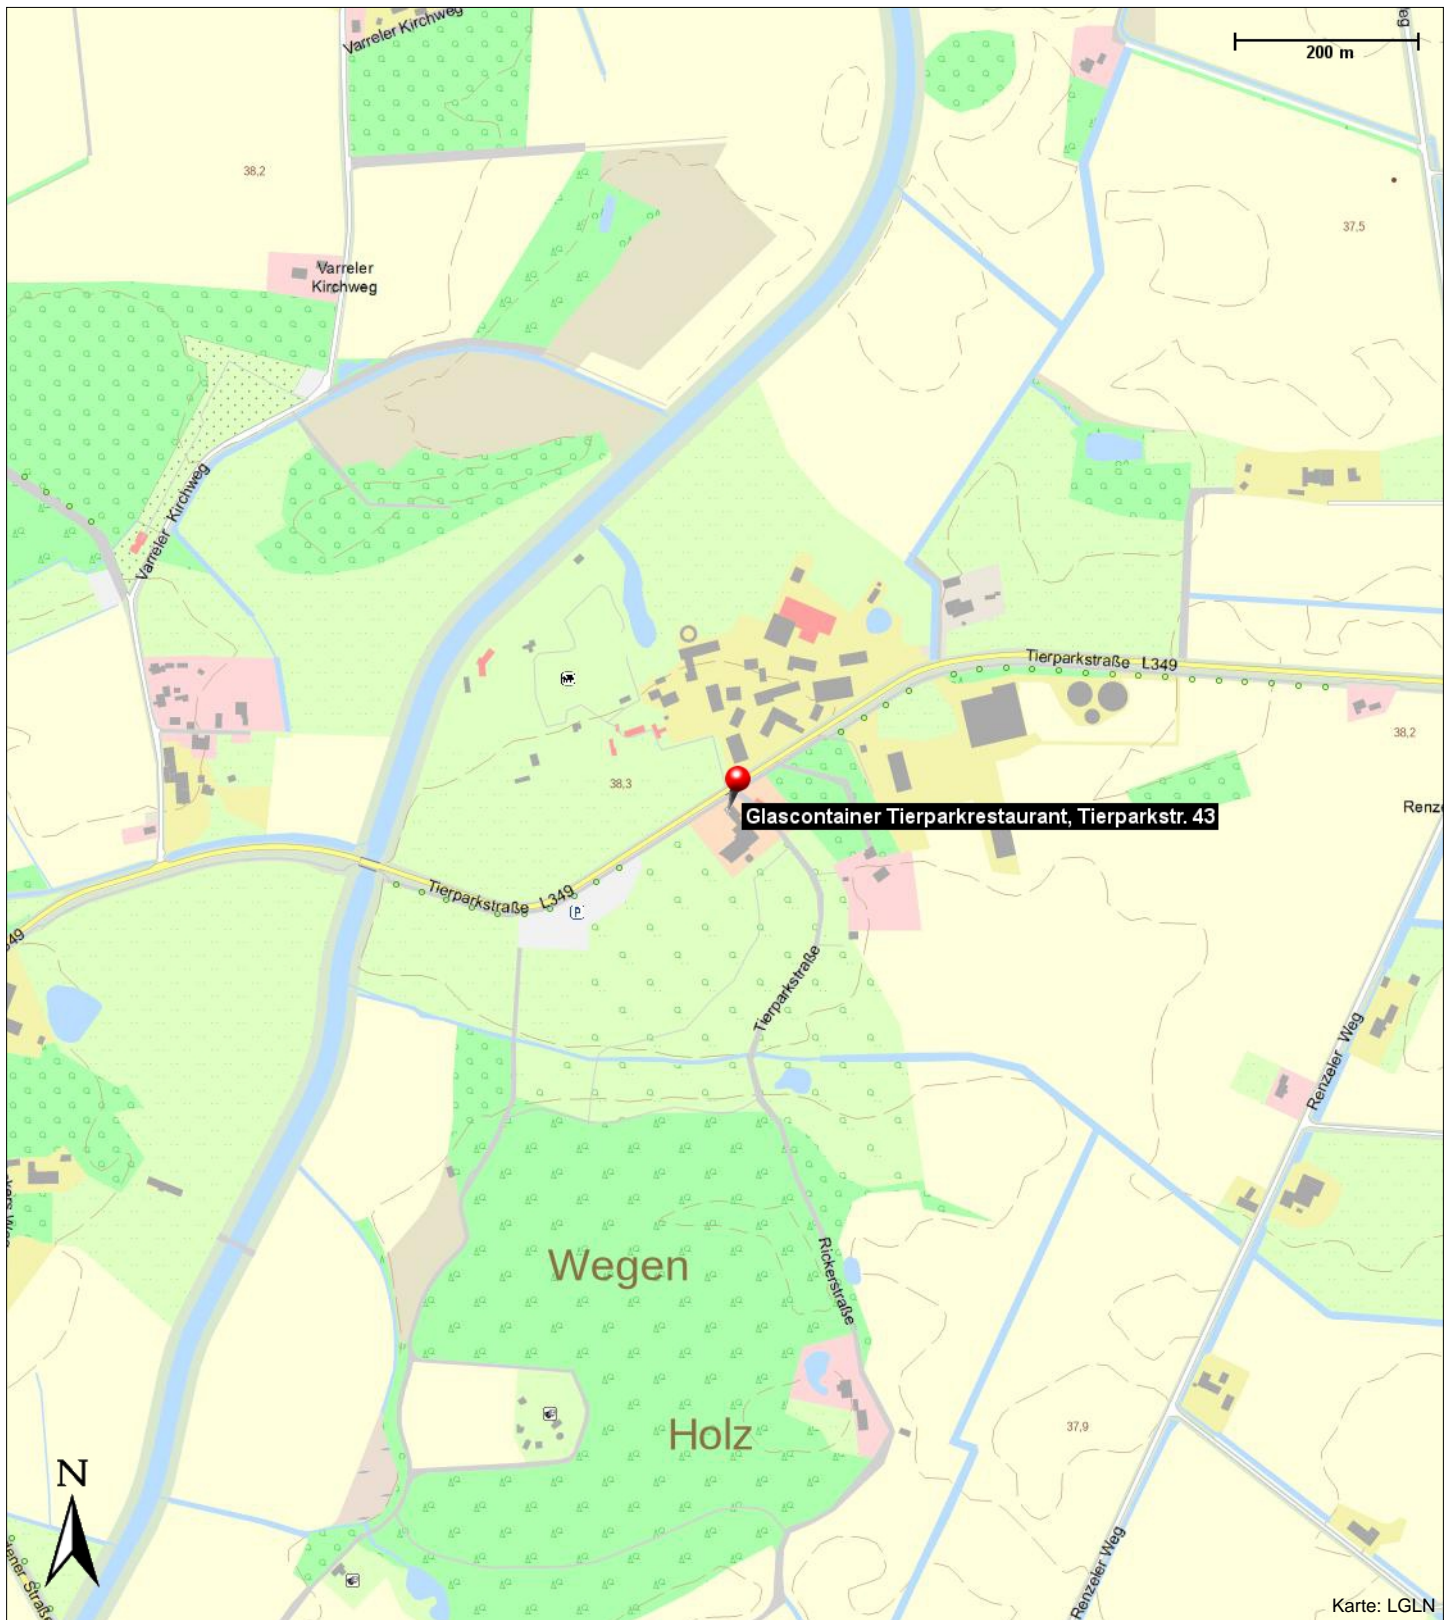 Varreler Kirchweg
200 m
38,2
37,5
Varreler
Kirchweg
Varreler Kirchweg
Tierparkstraße L349
38,2
38,3
Glascontainer Tierparkrestaurant, Tierparkstr. 43
Tierparkstraße L349
P
Tierparkstraße
Renzeler Weg
Wegen
Rickerstraße
Holz
37,9
N
Renzeler Weg
Karte: LGLN